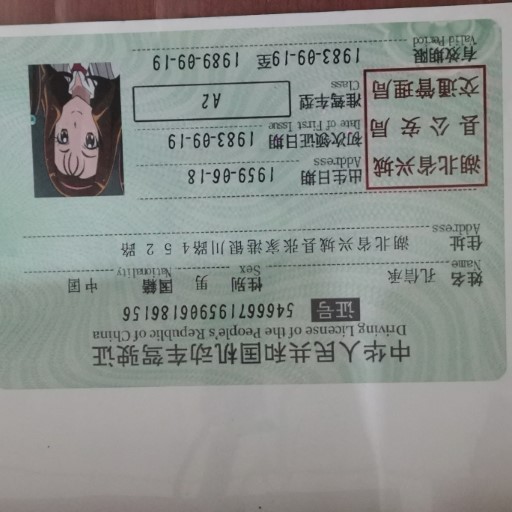 中华人民共和国机动车驾驶证
Driving License of the People's Republic of China
证号 546667195906186156
姓名 孔信承 性别 男 国籍 中国
Name Sex Nationality
住址 湖北省兴城县张家港银川路452路
Address
湖北省兴城
县公安局
交通管理局
出生日期 1959-06-18
Address
初次领证日期 1983-09-19
Date of First Issue
准驾车型 A2
Class
有效期限 1983-09-19至 1989-09-19
Valid Period